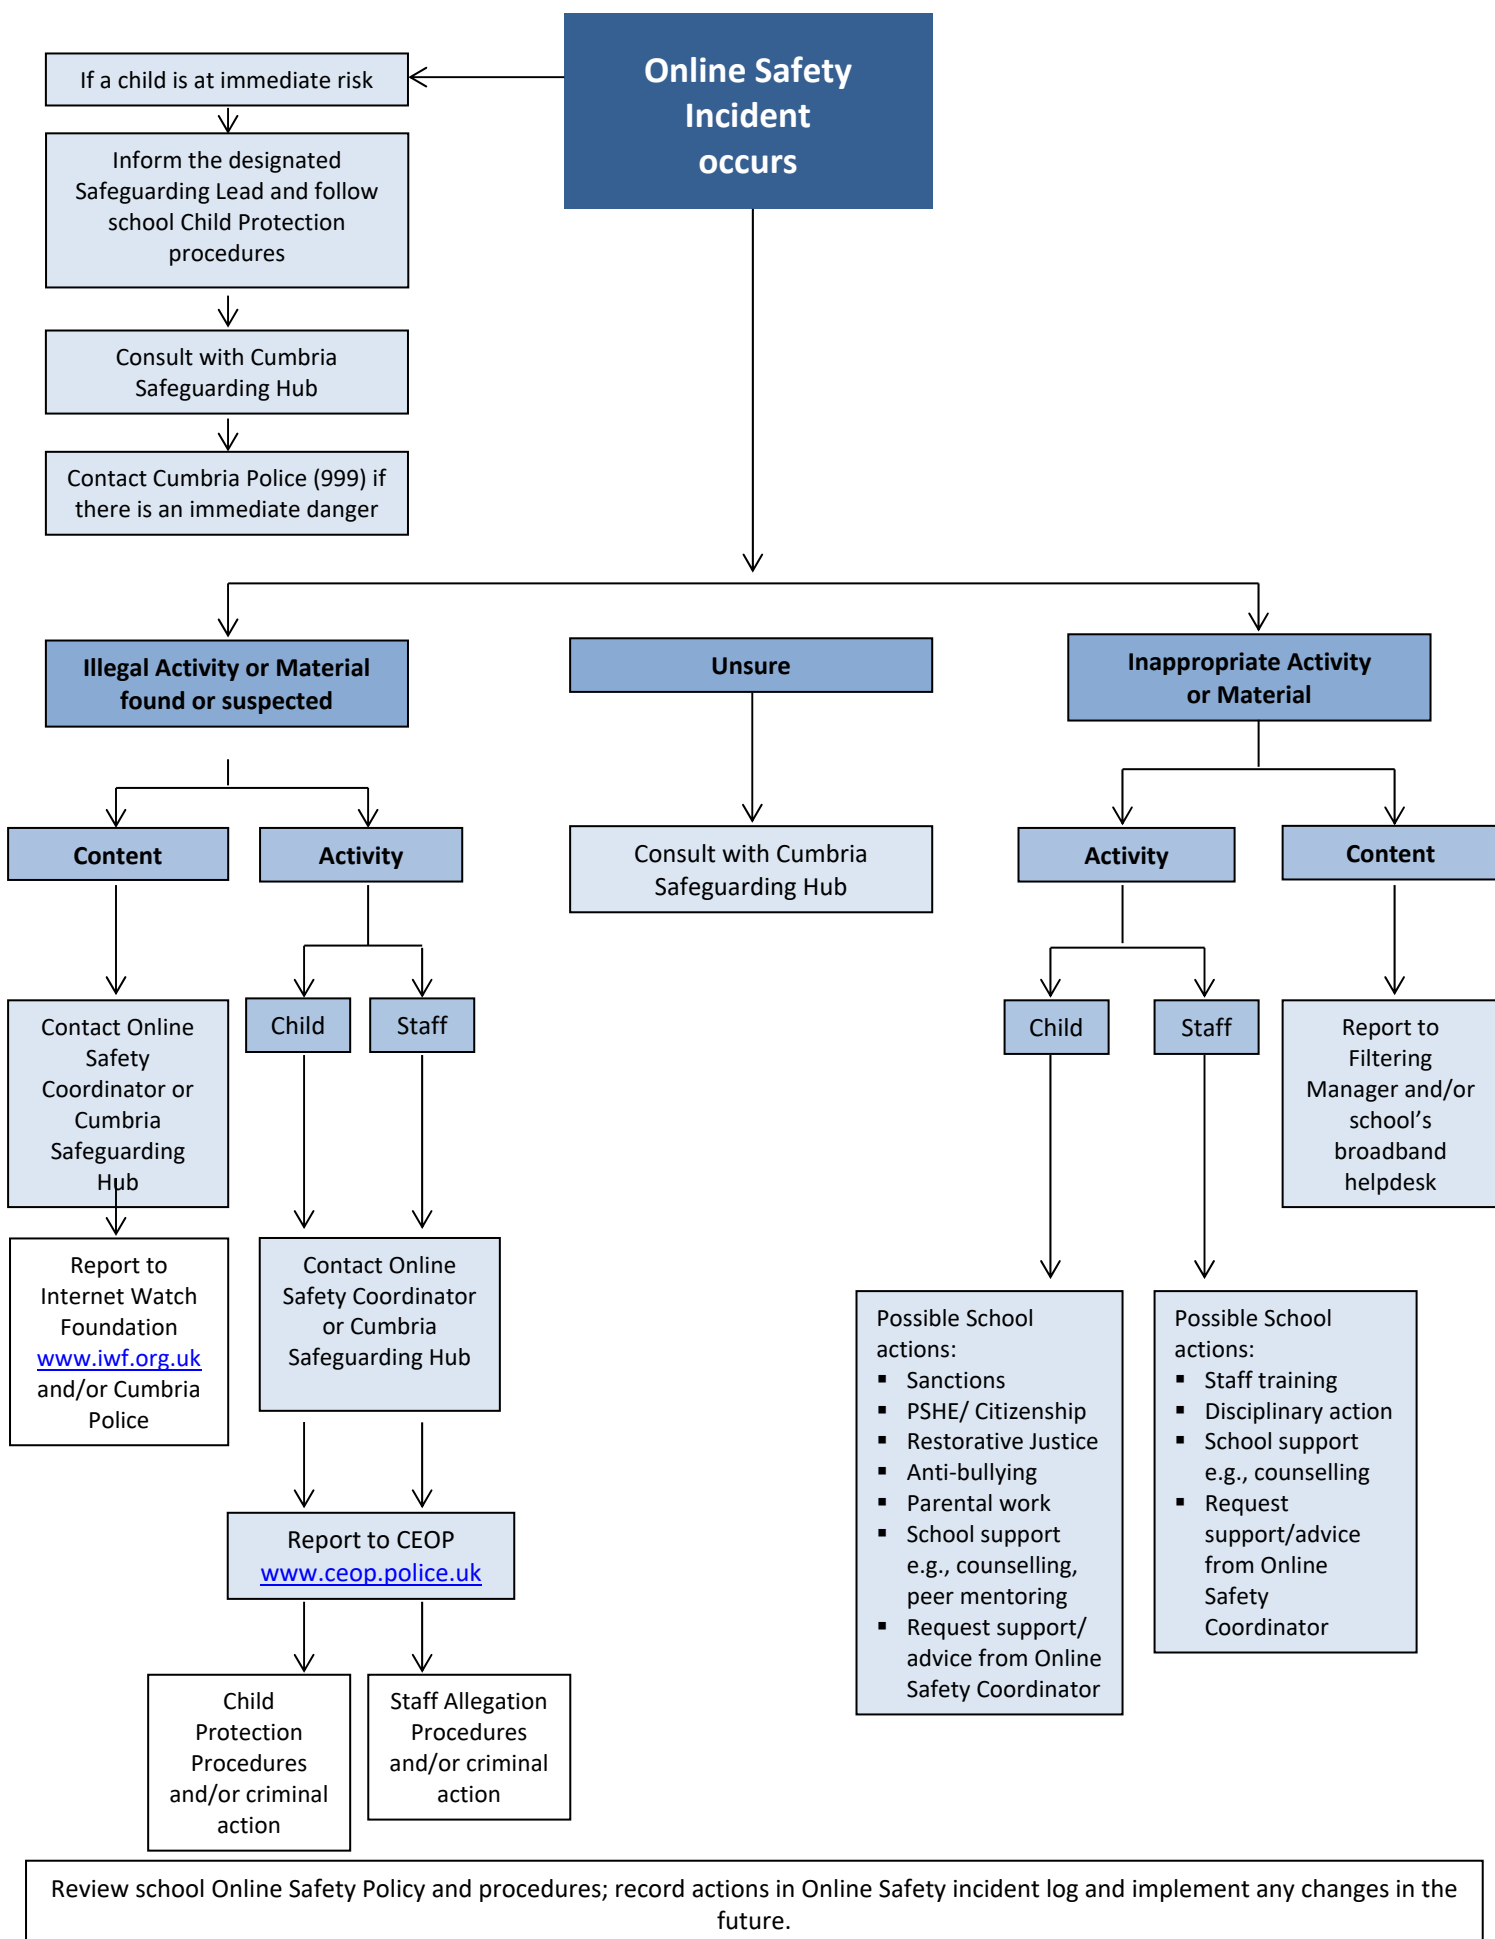 Online Safety
Incident
occurs
If a child is at immediate risk
Inform the designated
Safeguarding Lead and follow
school Child Protection
procedures
Consult with Cumbria
Safeguarding Hub
Contact Cumbria Police (999) if
there is an immediate danger
Illegal Activity or Material
found or suspected
Unsure
Inappropriate Activity
or Material
Content
Activity
Consult with Cumbria
Safeguarding Hub
Activity
Content
Contact Online
Safety
Coordinator or
Cumbria
Safeguarding
Hub
Child
Staff
Child
Staff
Report to
Filtering
Manager and/or
school’s
broadband
helpdesk
Report to
Internet Watch
Foundation
www.iwf.org.uk
and/or Cumbria
Police
Contact Online
Safety Coordinator
or Cumbria
Safeguarding Hub
Possible School
actions:
▪ Sanctions
▪ PSHE/ Citizenship
▪ Restorative Justice
▪ Anti-bullying
▪ Parental work
▪ School support
e.g., counselling,
peer mentoring
▪ Request support/
advice from Online
Safety Coordinator
Possible School
actions:
▪ Staff training
▪ Disciplinary action
▪ School support
e.g., counselling
▪ Request
support/advice
from Online
Safety
Coordinator
Report to CEOP
www.ceop.police.uk
Child
Protection
Procedures
and/or criminal
action
Staff Allegation
Procedures
and/or criminal
action
Review school Online Safety Policy and procedures; record actions in Online Safety incident log and implement any changes in the
future.